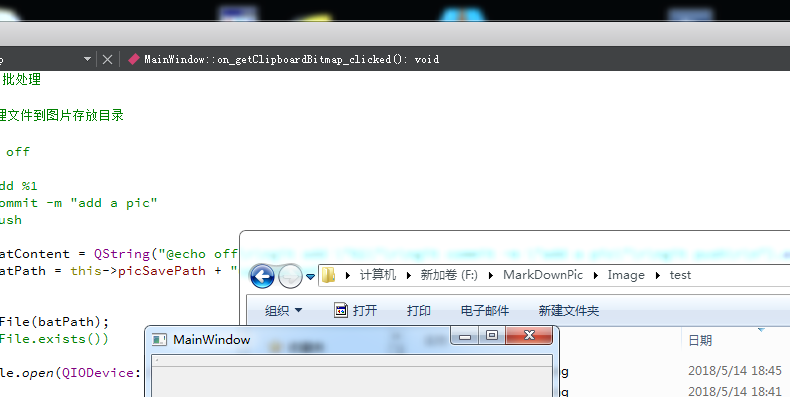 MainWindow::on_getClipboardBitmap_clicked(): void
批处理
理文件到图片存放目录
off
dd %1
ommit -m "add a pic"
ush
atContent = QString("@echo off
atPath = this->picSavePath + "
计算机 新加卷 (F:) MarkDownPic Image test
组织 打开 打印 电子邮件 新建文件夹
File(batPath);
File.exists())
MainWindow
日期
le.open(QIODevice:
ng 2018/5/14 18:45
ng 2018/5/14 18:41